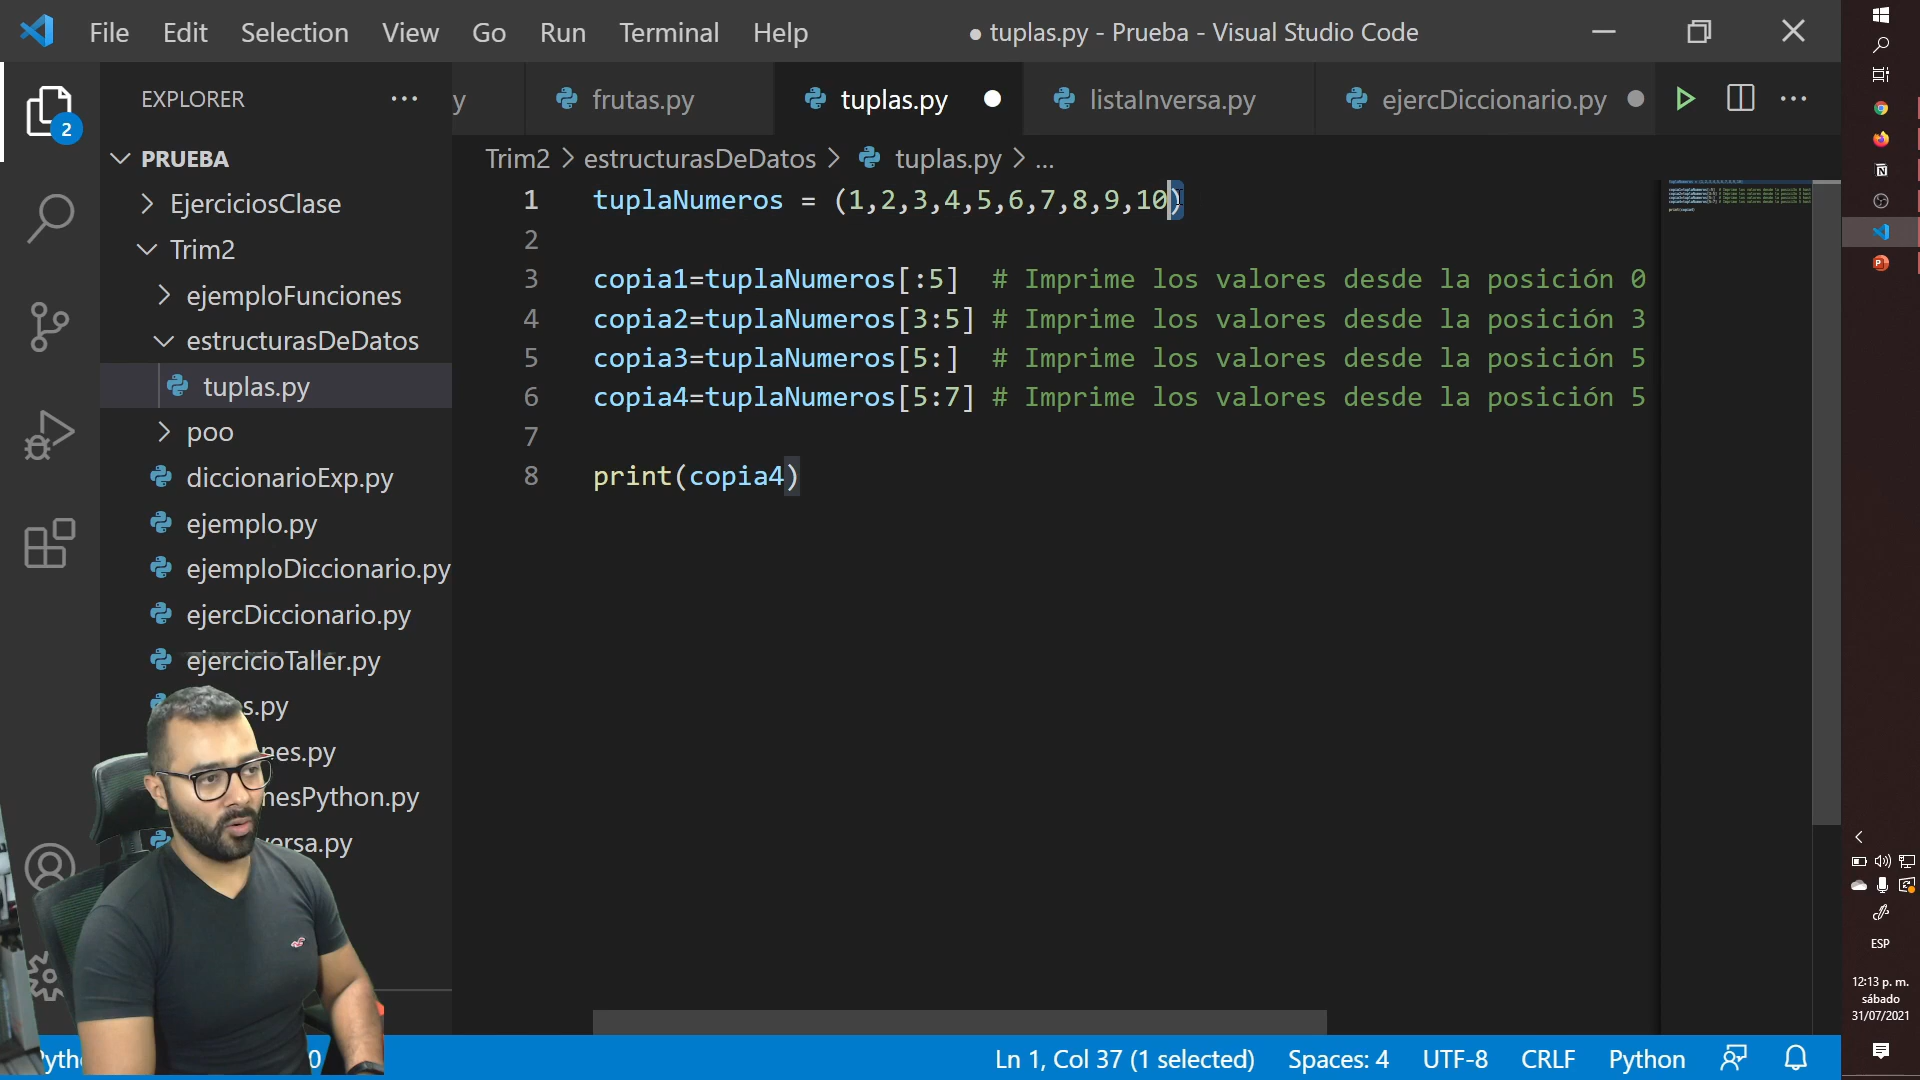 File Edit Selection View Go Run Terminal Help
● tuplas.py - Prueba - Visual Studio Code
EXPLORER
2
PRUEBA
EjerciciosClase
Trim2
ejemploFunciones
estructurasDeDatos
tuplas.py
poo
diccionarioExp.py
ejemplo.py
ejemploDiccionario.py
ejercDiccionario.py
ejercicioTaller.py
s.py
nes.py
nesPython.py
ersa.py
y frutas.py tuplas.py listaInversa.py ejercDiccionario.py
Trim2 > estructurasDeDatos > tuplas.py > ...
1 tuplaNumeros = (1,2,3,4,5,6,7,8,9,10)
2
3 copia1=tuplaNumeros[:5] # Imprime los valores desde la posición 0
4 copia2=tuplaNumeros[3:5] # Imprime los valores desde la posición 3
5 copia3=tuplaNumeros[5:] # Imprime los valores desde la posición 5
6 copia4=tuplaNumeros[5:7] # Imprime los valores desde la posición 5
7
8 print(copia4)
0 Ln 1, Col 37 (1 selected) Spaces: 4 UTF-8 CRLF Python
ESP
12:13 p. m.
sábado
31/07/2021